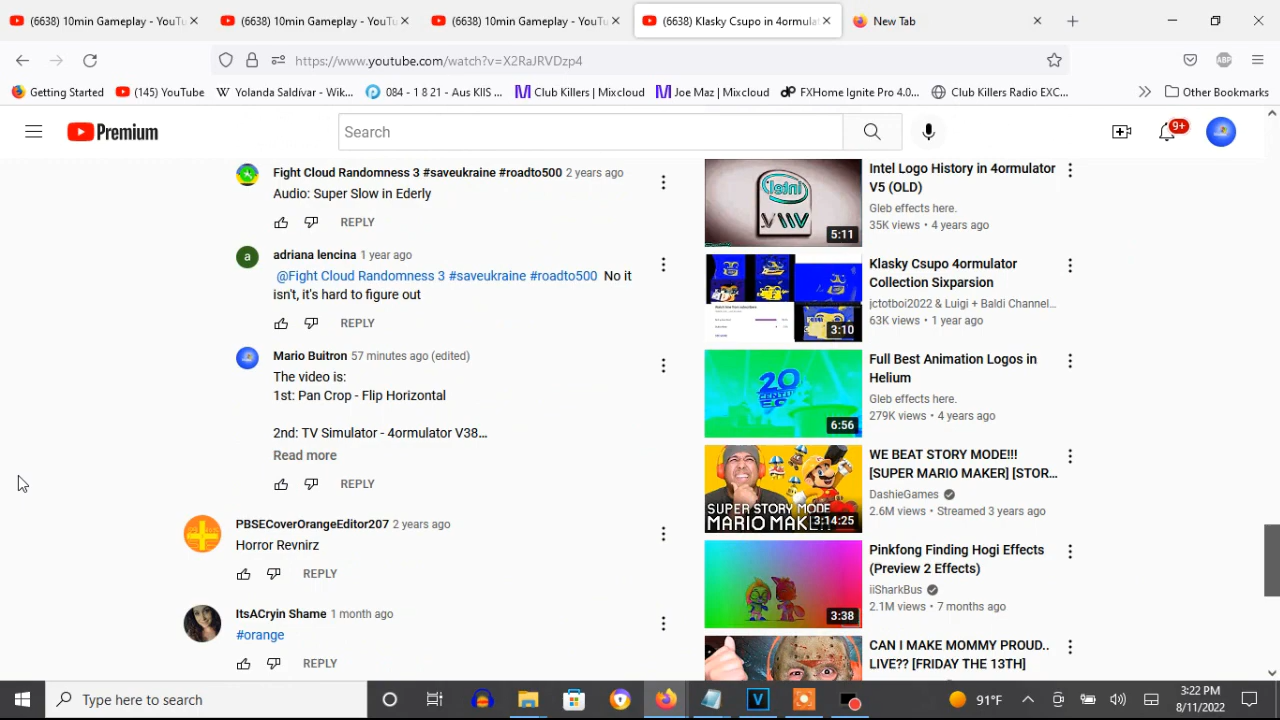 (6638) 10min Gameplay - YouTu
(6638) 10min Gameplay - YouTu
(6638) 10min Gameplay - YouTu
(6638) Klasky Csupo in 4ormulat
New Tab
https://www.youtube.com/watch?v=X2RaJRVDzp4
ABP
Getting Started
(145) YouTube
Yolanda Saldívar - Wik...
084 - 1 8 21 - Aus KIIS ...
Club Killers | Mixcloud
Joe Maz | Mixcloud
FXHome Ignite Pro 4.0...
Club Killers Radio EXC...
Other Bookmarks
Premium
Search
9+
Fight Cloud Randomness 3 #saveukraine #roadto500 2 years ago
Audio: Super Slow in Ederly
REPLY
a
adriana lencina 1 year ago
@Fight Cloud Randomness 3 #saveukraine #roadto500 No it
isn't, it's hard to figure out
REPLY
Mario Buitron 57 minutes ago (edited)
The video is:
1st: Pan Crop - Flip Horizontal
2nd: TV Simulator - 4ormulator V38...
Read more
REPLY
PBSECoverOrangeEditor207 2 years ago
Horror Revnirz
REPLY
ItsACryin Shame 1 month ago
#orange
REPLY
intel
5:11
Intel Logo History in 4ormulator
V5 (OLD)
Gleb effects here.
35K views • 4 years ago
3:10
Klasky Csupo 4ormulator
Collection Sixparsion
jctotboi2022 & Luigi + Baldi Channel...
63K views • 1 year ago
20
CENTURY
6:56
Full Best Animation Logos in
Helium
Gleb effects here.
279K views • 4 years ago
SUPER STORY MODE
MARIO MAKER
3:14:25
WE BEAT STORY MODE!!!
[SUPER MARIO MAKER] [STOR...
DashieGames
2.6M views • Streamed 3 years ago
3:38
Pinkfong Finding Hogi Effects
(Preview 2 Effects)
iiSharkBus
2.1M views • 7 months ago
CAN I MAKE MOMMY PROUD..
LIVE?? [FRIDAY THE 13TH]
Type here to search
V
91°F
3:22 PM
8/11/2022